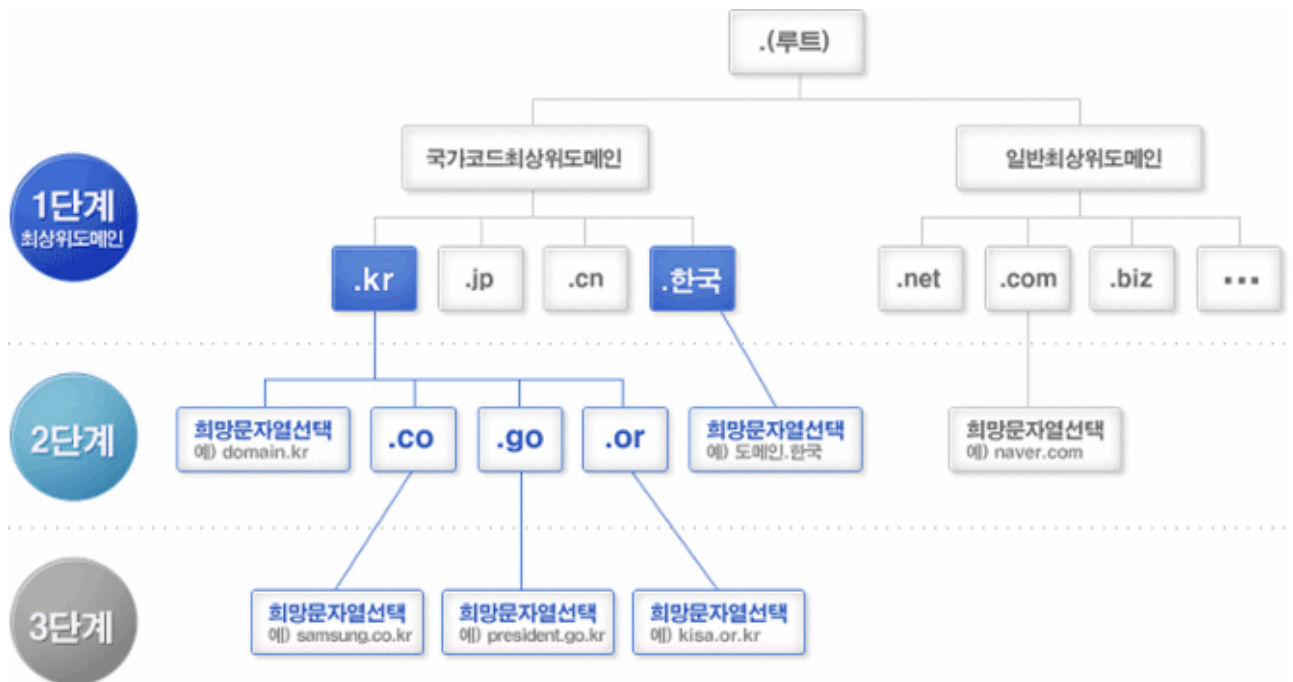 .(루트)
국가코드최상위도메인
일반최상위도메인
1단계
최상위도메인
.kr
.jp
.cn
.한국
.net
.com
.biz
...
2단계
희망문자열선택
예) domain.kr
.co
.go
.or
희망문자열선택
예) 도메인.한국
희망문자열선택
예) naver.com
3단계
희망문자열선택
예) samsung.co.kr
희망문자열선택
예) president.go.kr
희망문자열선택
예) kisa.or.kr